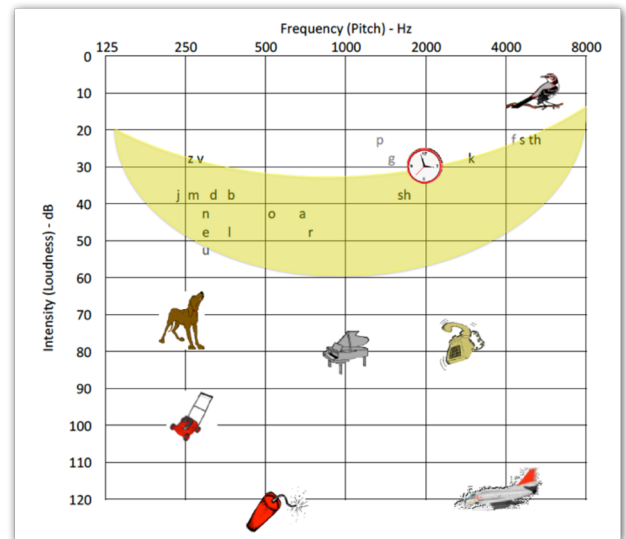 Frequency (Pitch) - Hz
125 250 500 1000 2000 4000 8000
0
10
20
p f s th
z v g k
30
j m d b sh
40
n o a
e l r
50
u
Intensity (Loudness) - dB
60
70
80
90
100
110
120